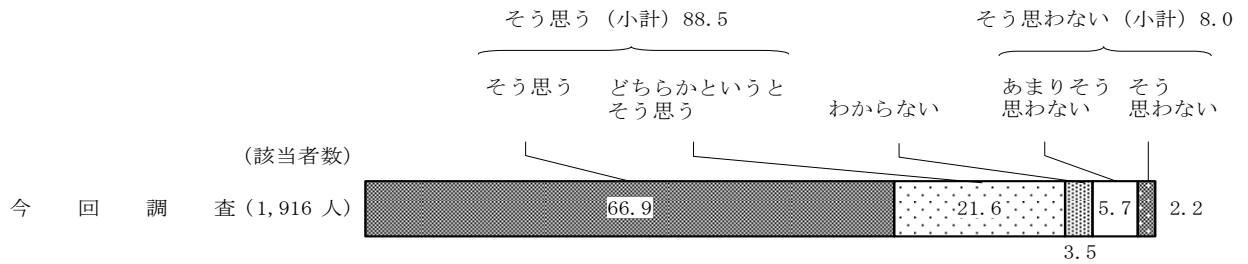 そう思う（小計）88.5
そう思わない（小計）8.0
そう思う
どちらかというと
そう思う
わからない
あまりそう
思わない
そう
思わない
（該当者数）
今回調査（1,916 人）
66.9
21.6
3.5
5.7
2.2